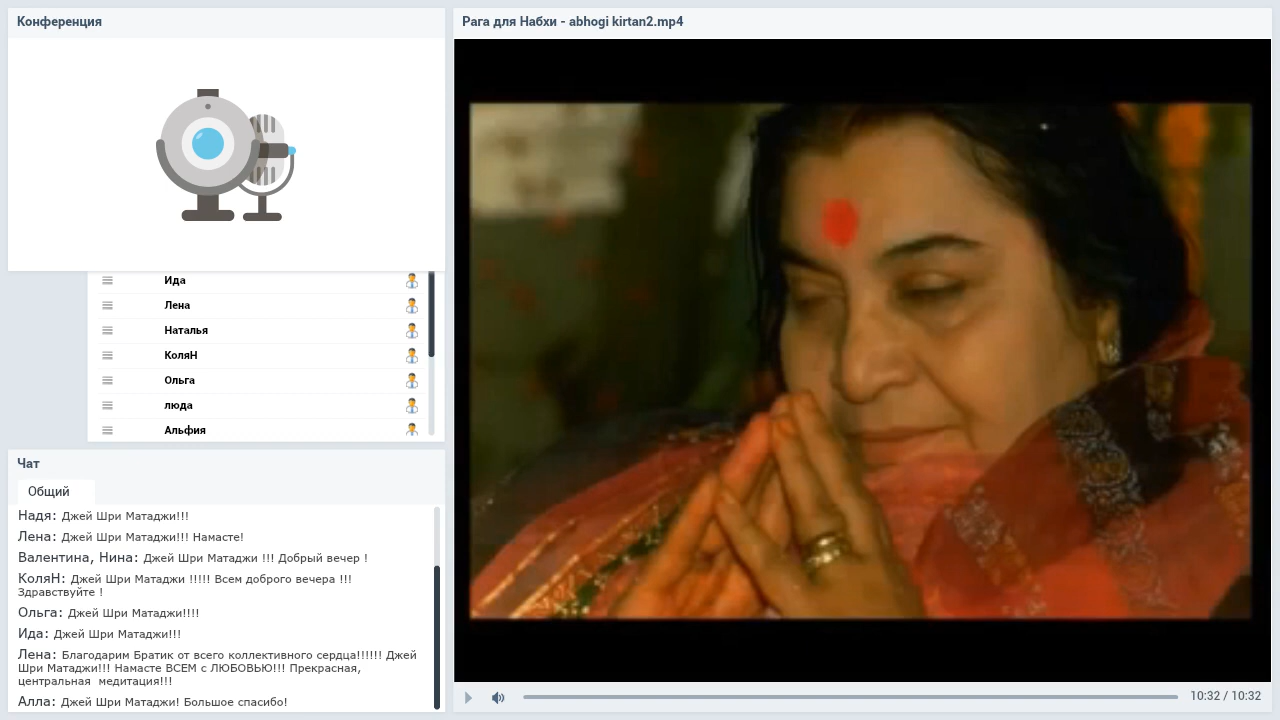 Конференция
Ида
Лена
Наталья
КоляН
Ольга
люда
Альфия
Чат
Общий
Надя: Джей Шри Матаджи!!!
Лена: Джей Шри Матаджи!!! Намасте!
Валентина, Нина: Джей Шри Матаджи !!! Добрый вечер !
КоляН: Джей Шри Матаджи !!!!! Всем доброго вечера !!!
Здравствуйте !
Ольга: Джей Шри Матаджи!!!!
Ида: Джей Шри Матаджи!!!
Лена: Благодарим Братик от всего коллективного сердца!!!!!! Джей
Шри Матаджи!!! Намасте ВСЕМ с ЛЮБОВЬЮ!!! Прекрасная,
центральная  медитация!!!
Алла: Джей Шри Матаджи! Большое спасибо!
Рага для Набхи - abhogi kirtan2.mp4
10:32 / 10:32